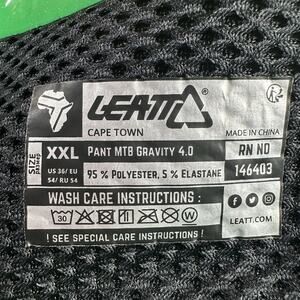 LEATT
CAPE TOWN
MADE IN CHINA
SIZE
XXL
US 36/ EU
54/ RU 54
PANT MTB GRAVITY 4.0
95 % POLYESTER, 5 % ELASTANE
RN NO
146403
WASH CARE INSTRUCTIONS :
30
LEATT.COM
! SEE SPECIAL CARE INSTRUCTIONS !